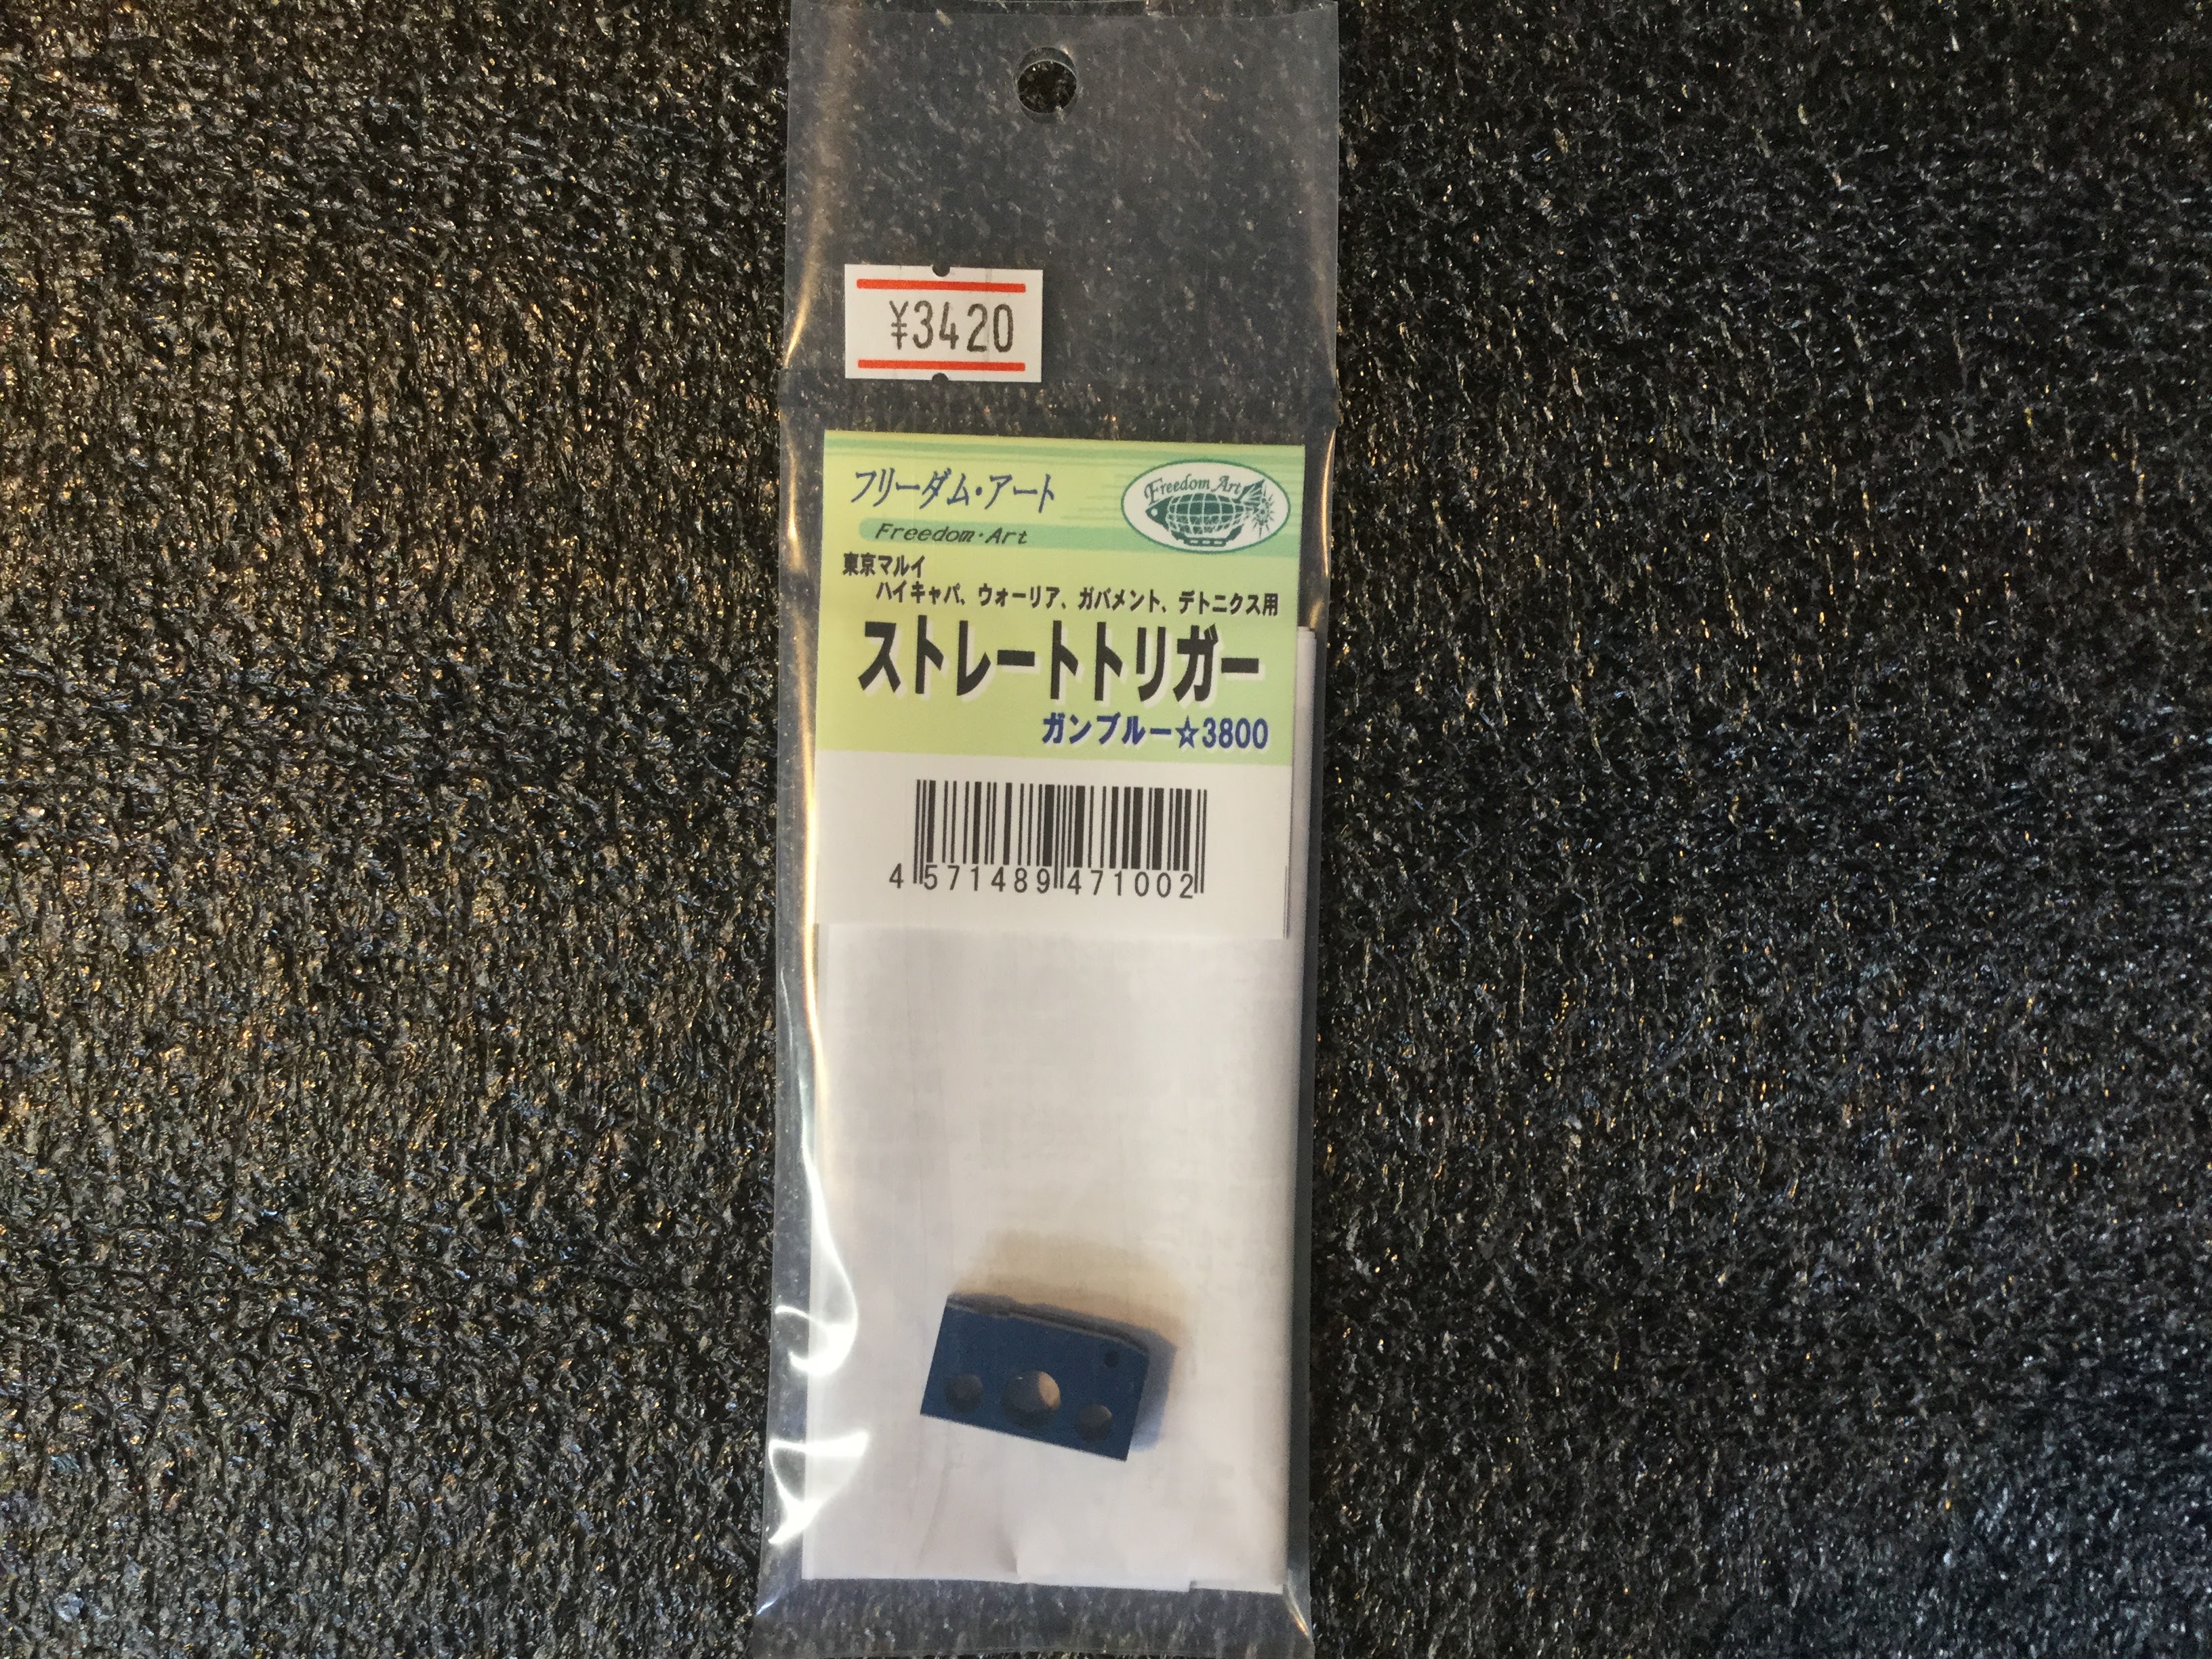 ¥3420
フリーダム・アート
Freedom Art
Freedom・Art
東京マルイ
ハイキャパ、ウォーリア、ガバメント、デトニクス用
ストレートトリガー
ガンブルー☆3800
4 571489 471002